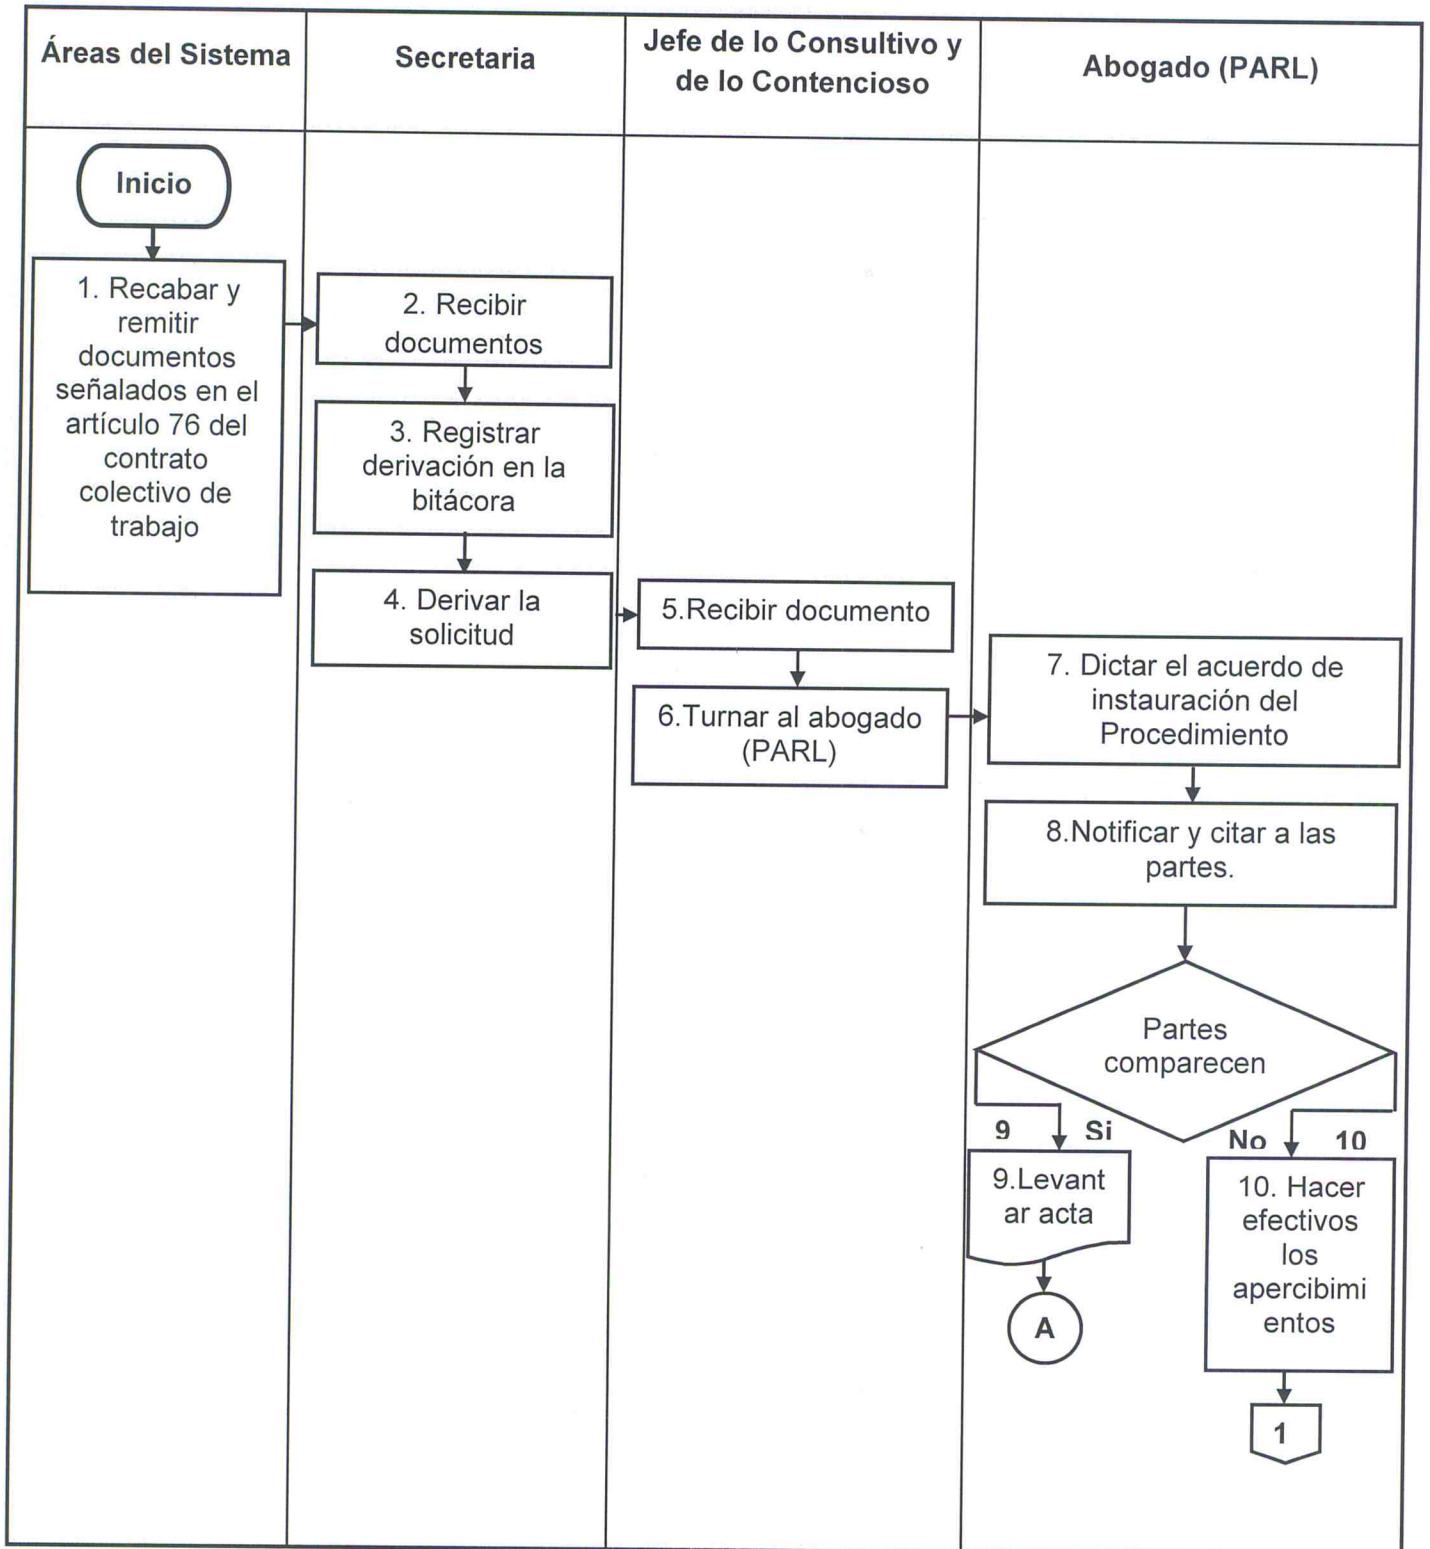 Áreas del Sistema
Secretaria
Jefe de lo Consultivo y
de lo Contencioso
Abogado (PARL)
Inicio
1. Recabar y
remitir
documentos
señalados en el
artículo 76 del
contrato
colectivo de
trabajo
2. Recibir
documentos
3. Registrar
derivación en la
bitácora
4. Derivar la
solicitud
5.Recibir documento
6.Turnar al abogado
(PARL)
7. Dictar el acuerdo de
instauración del
Procedimiento
8.Notificar y citar a las
partes.
Partes
comparecen
9 Si
No 10
9.Levant
ar acta
A
10. Hacer
efectivos
los
apercibimi
entos
1